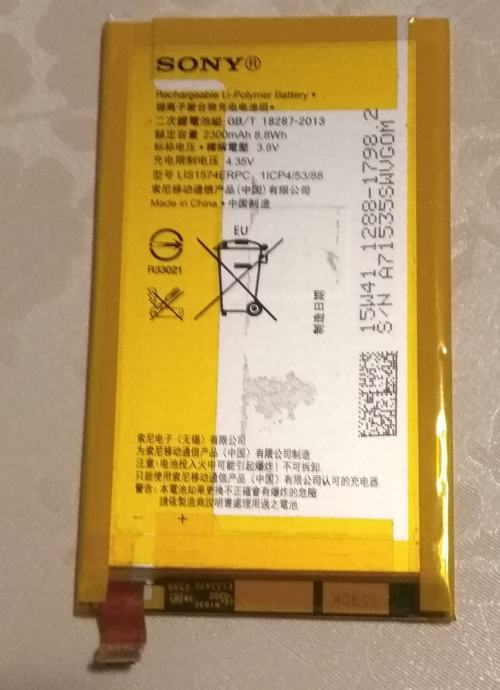 SONY®
Rechargeable Li-Polymer Battery •
锂离子聚合物充电电池组•
二次鋰電池組 GB/T 18287-2013
额定容量 2300mAh 8.8Wh
标称电压•標稱電壓 3.8V
充电限制电压 4.35V
型号 LIS1574ERPC 1ICP4/53/88
索尼移动通信产品(中国)有限公司
Made in China • 中国制造
EU
R33021
制造日期
15W41 1288-1798.2
S/N A71535SWVGOM
索尼电子（无锡）有限公司
为索尼移动通信产品（中国）有限公司制造
注意:电池投入火中可能引起爆炸! 不可拆卸.
只能使用索尼移动通信产品（中国）有限公司认可的充电器
警告: 本電池如果更換不正確會有爆炸的危險
請依製造商説明書處理用過之電池
+